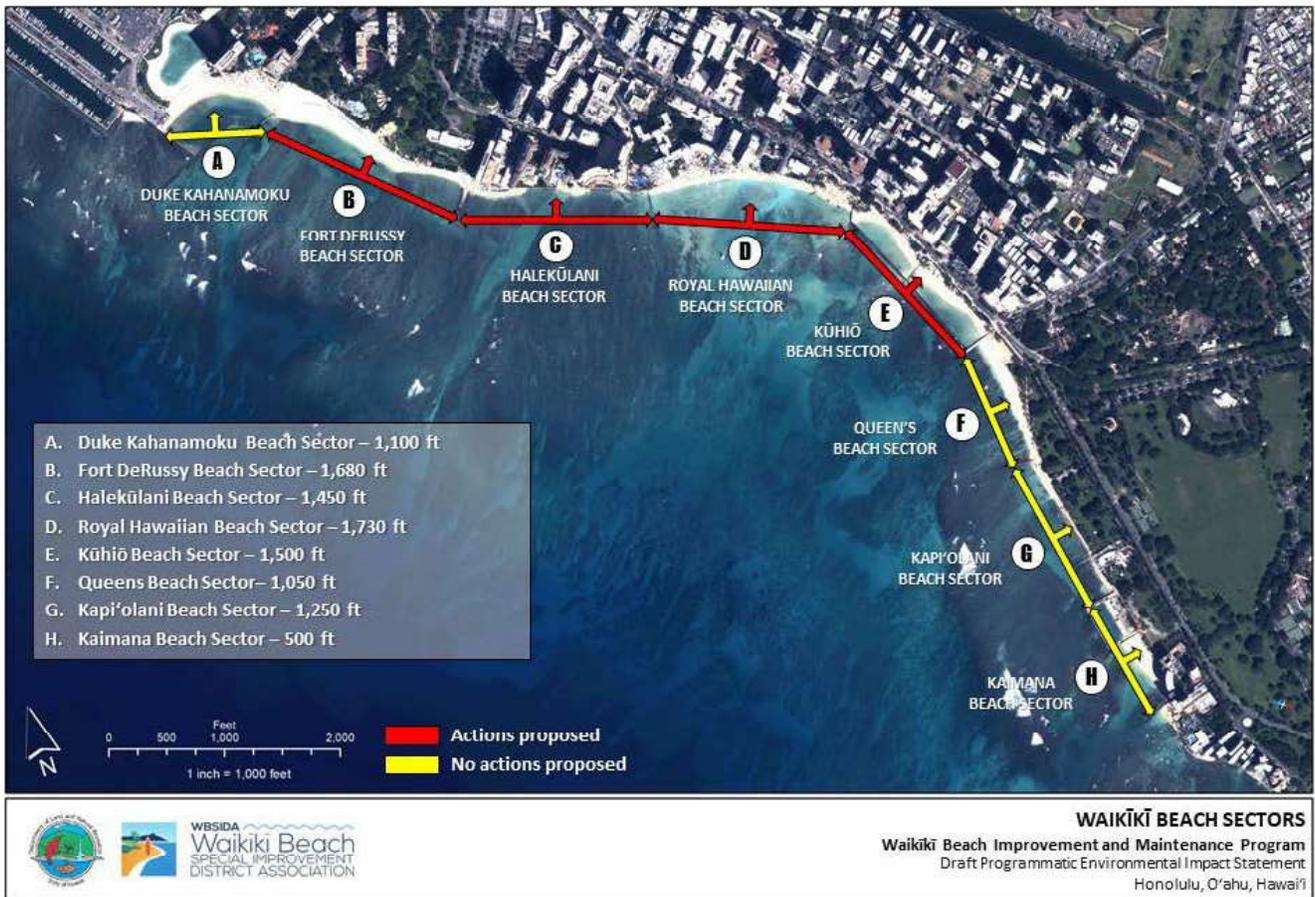 A
DUKE KAHANAMOKU
BEACH SECTOR
B
FORT DERUSSY
BEACH SECTOR
C
HALEKŪLANI
BEACH SECTOR
D
ROYAL HAWAIIAN
BEACH SECTOR
E
KŪHIŌ
BEACH SECTOR
F
QUEEN'S
BEACH SECTOR
G
KAPI'OLANI
BEACH SECTOR
H
KAIMANA
BEACH SECTOR
A. Duke Kahanamoku Beach Sector – 1,100 ft
B. Fort DeRussy Beach Sector – 1,680 ft
C. Halekūlani Beach Sector – 1,450 ft
D. Royal Hawaiian Beach Sector – 1,730 ft
E. Kūhiō Beach Sector – 1,500 ft
F. Queens Beach Sector– 1,050 ft
G. Kapi‘olani Beach Sector – 1,250 ft
H. Kaimana Beach Sector – 500 ft
N
Feet
0 500 1,000 2,000
1 inch = 1,000 feet
Actions proposed
No actions proposed
WBSIDA
Waikīkī Beach
SPECIAL IMPROVEMENT
DISTRICT ASSOCIATION
WAIKĪKĪ BEACH SECTORS
Waikīkī Beach Improvement and Maintenance Program
Draft Programmatic Environmental Impact Statement
Honolulu, O‘ahu, Hawai‘i